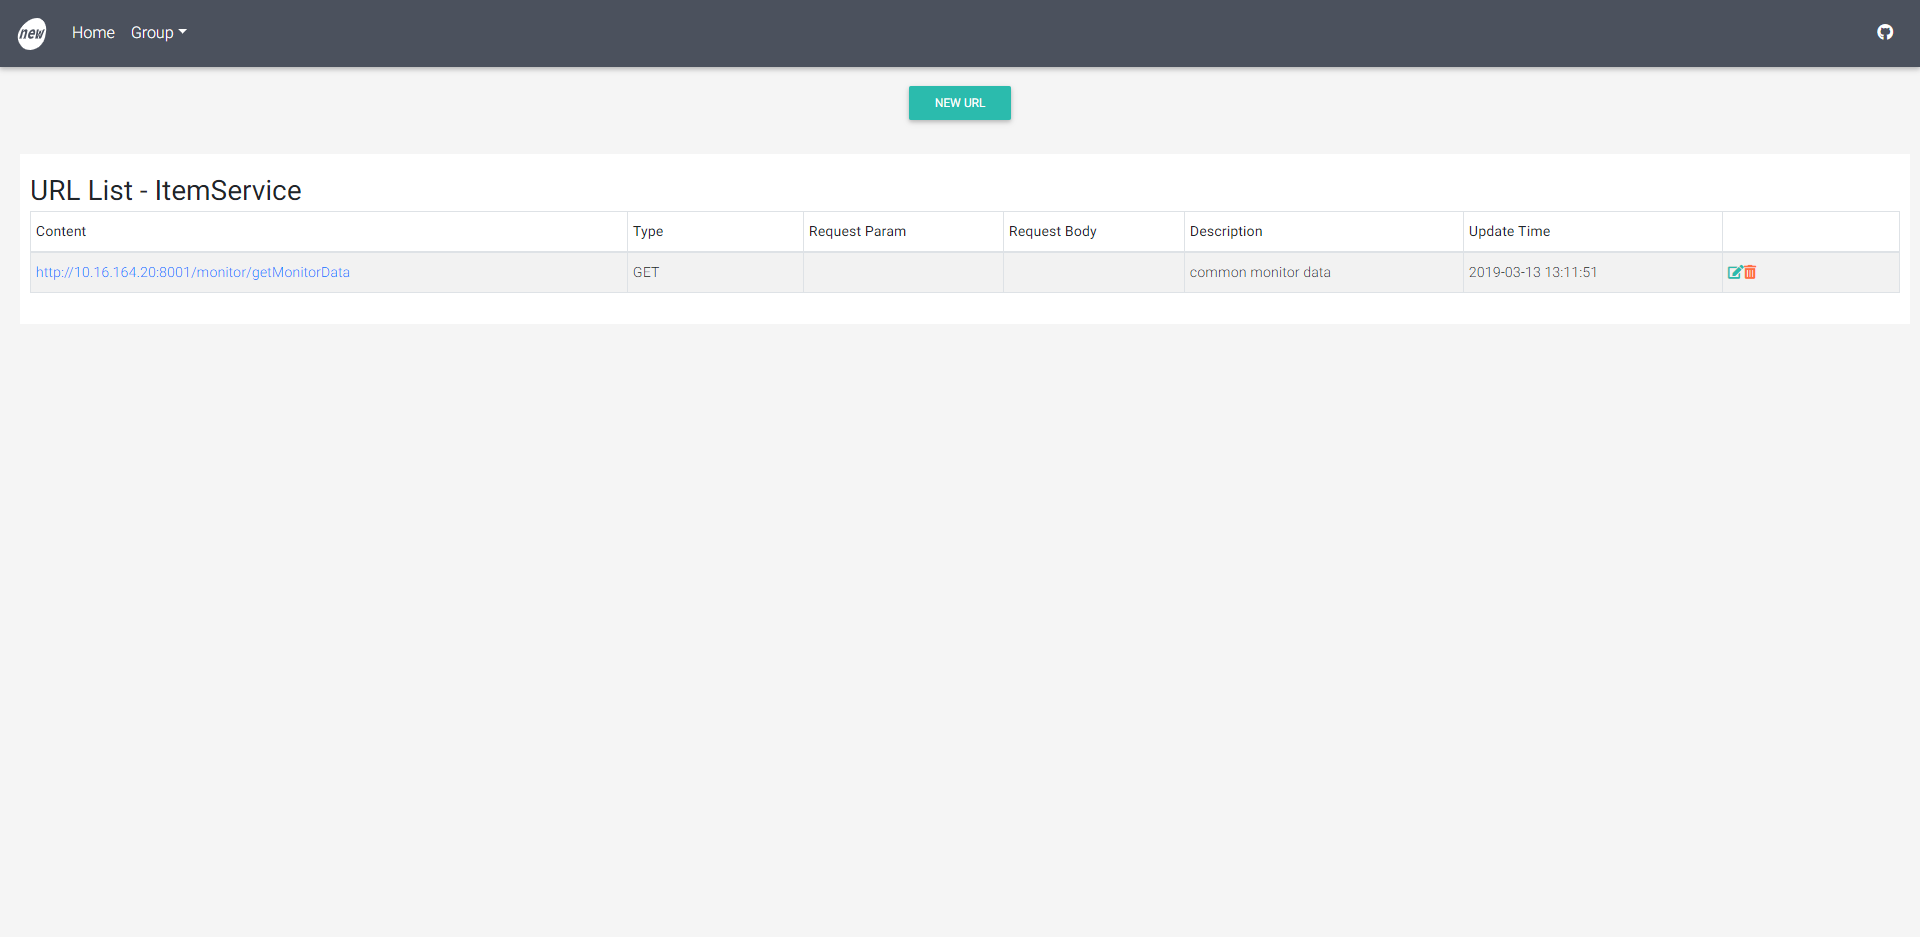 new Home Group
NEW URL
URL List - ItemService
Content Type Request Param Request Body Description Update Time
http://10.16.164.20:8001/monitor/getMonitorData GET common monitor data 2019-03-13 13:11:51